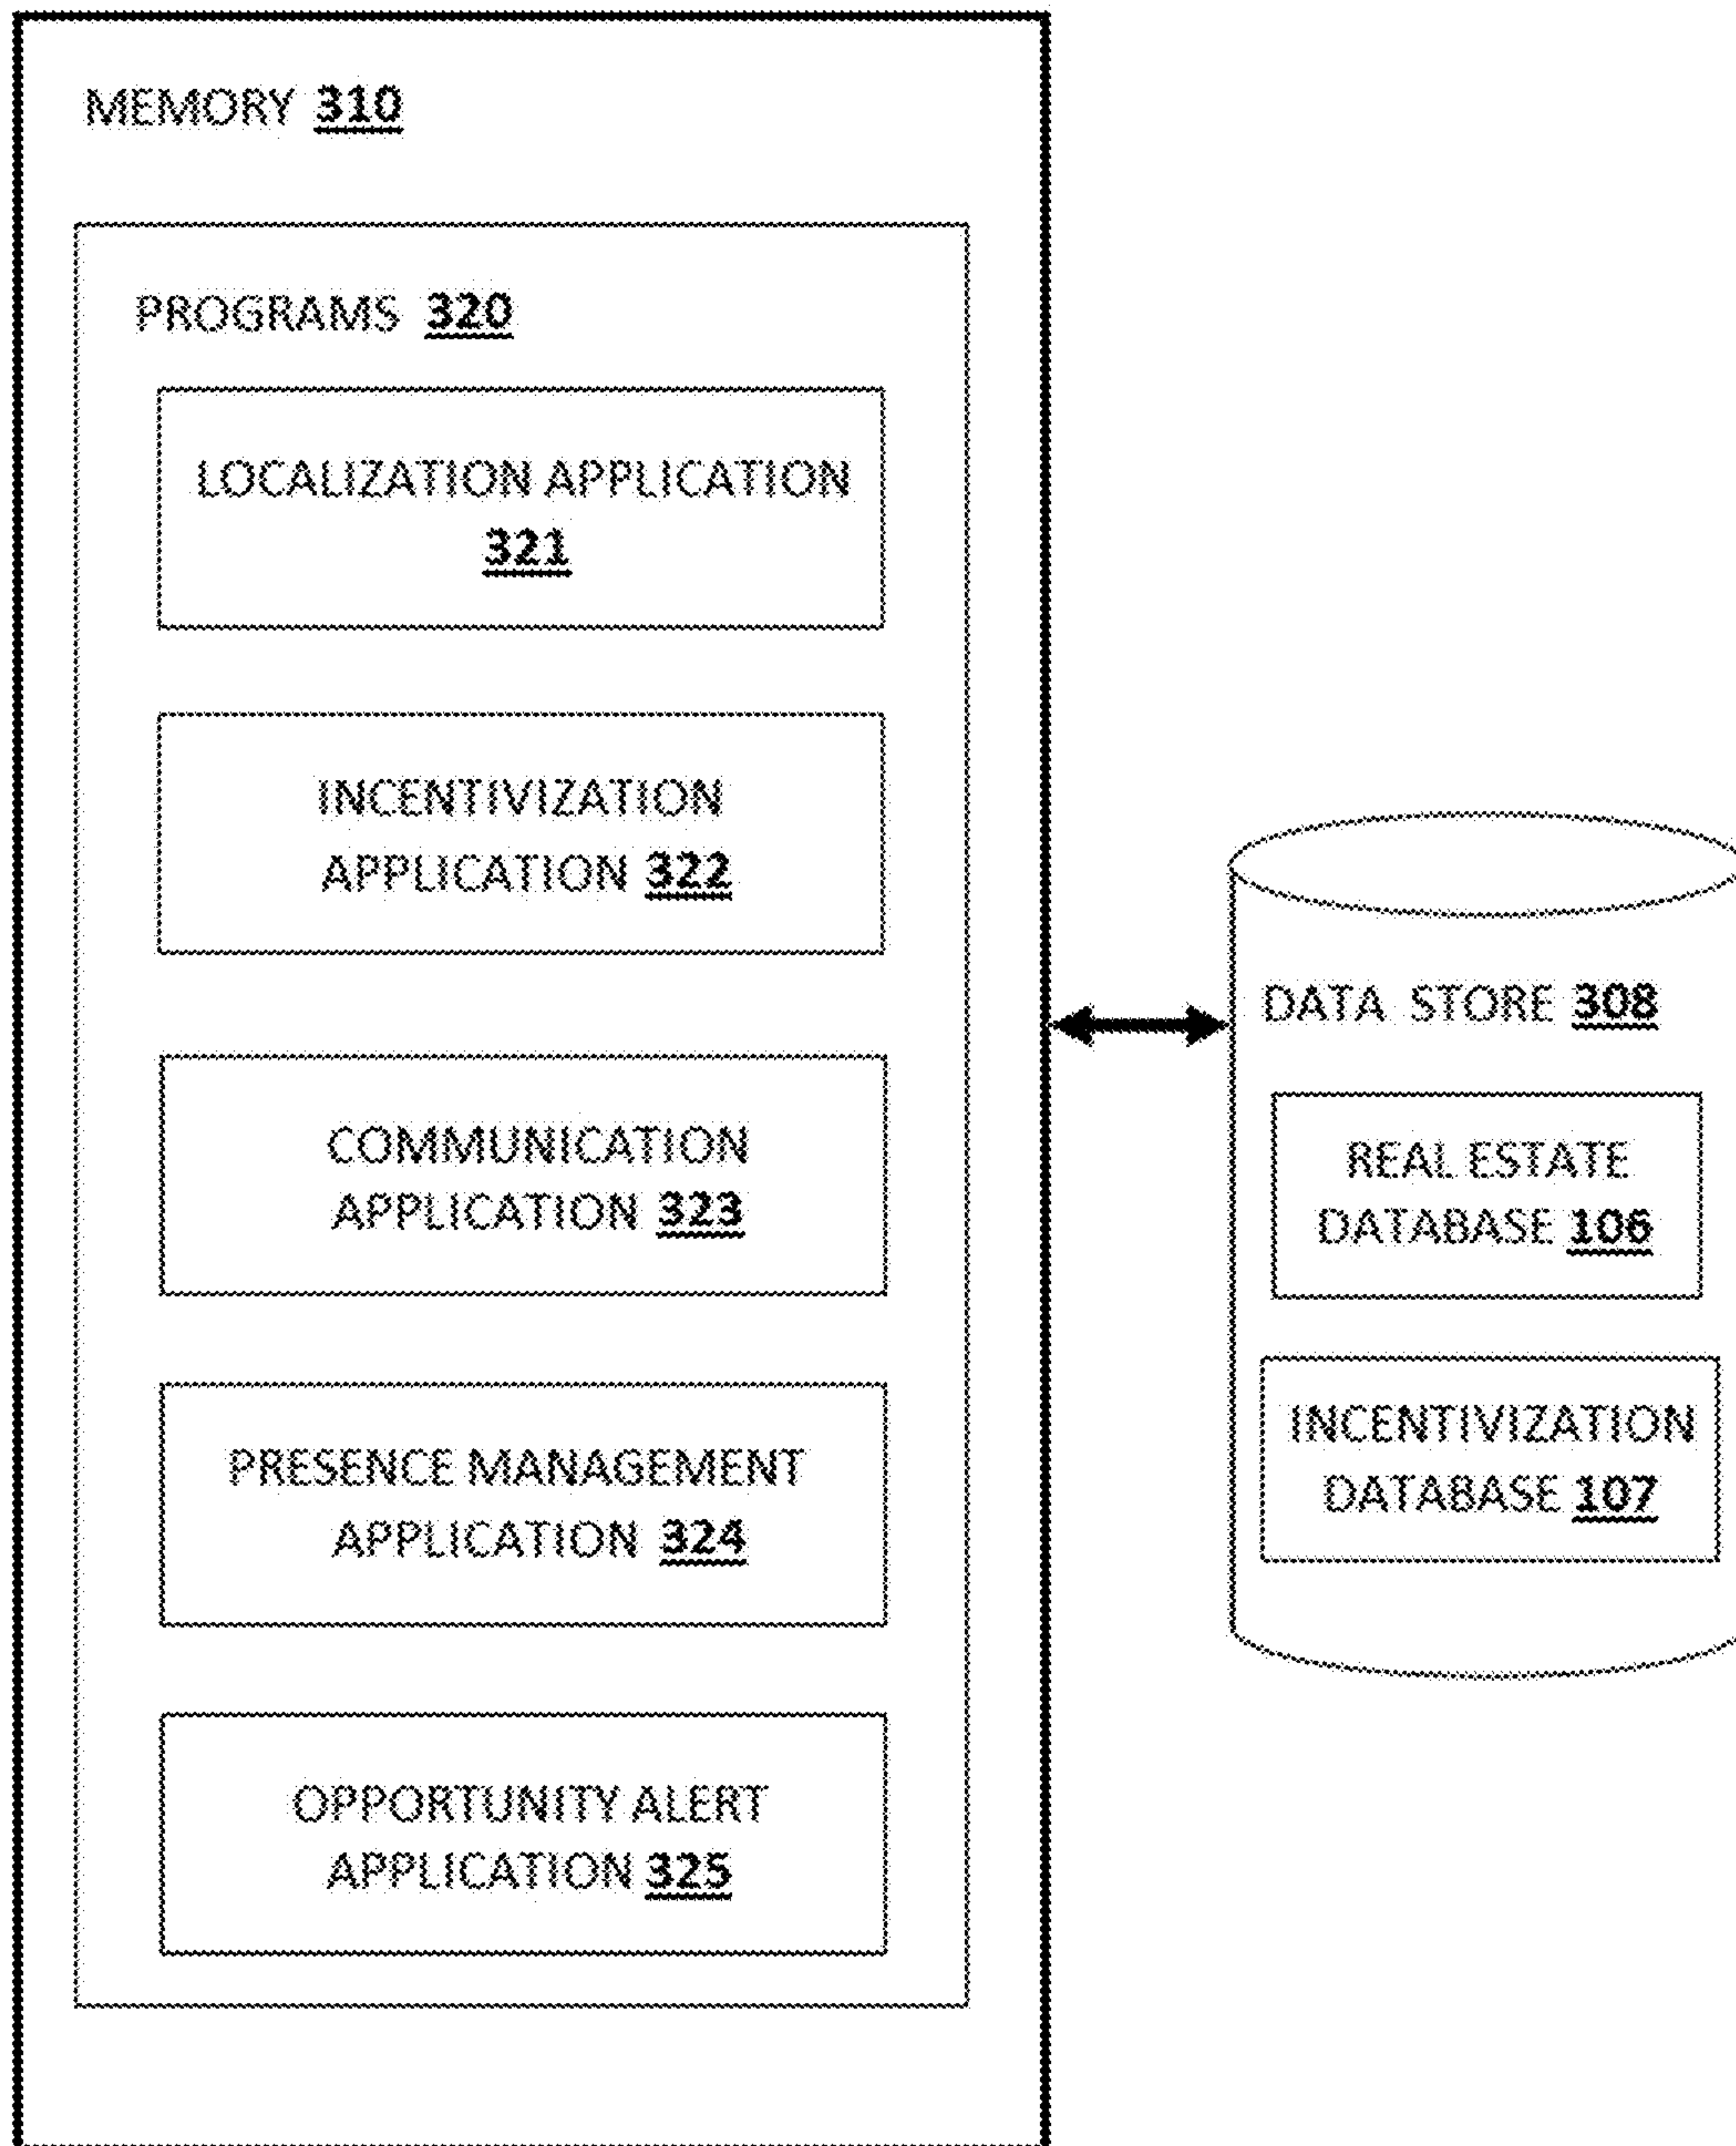 MEMORY 310
PROGRAMS 320
LOCALIZATION APPLICATION
321
INCENTIVIZATION
APPLICATION 322
COMMUNICATION
APPLICATION 323
PRESENCE MANAGEMENT
APPLICATION 324
OPPORTUNITY ALERT
APPLICATION 325
DATA STORE 308
REAL ESTATE
DATABASE 106
INCENTIVIZATION
DATABASE 107